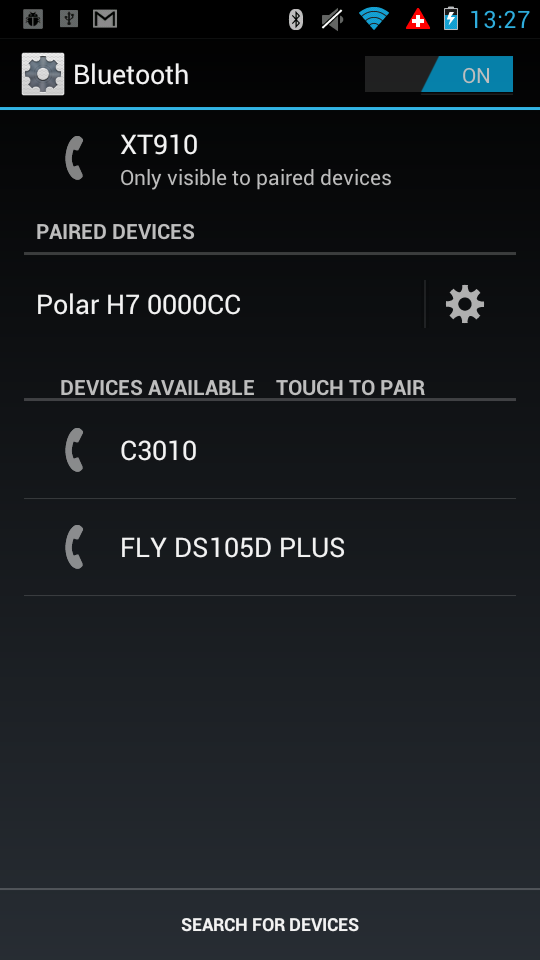 13:27
Bluetooth
ON
XT910
Only visible to paired devices
PAIRED DEVICES
Polar H7 0000CC
DEVICES AVAILABLE TOUCH TO PAIR
C3010
FLY DS105D PLUS
SEARCH FOR DEVICES